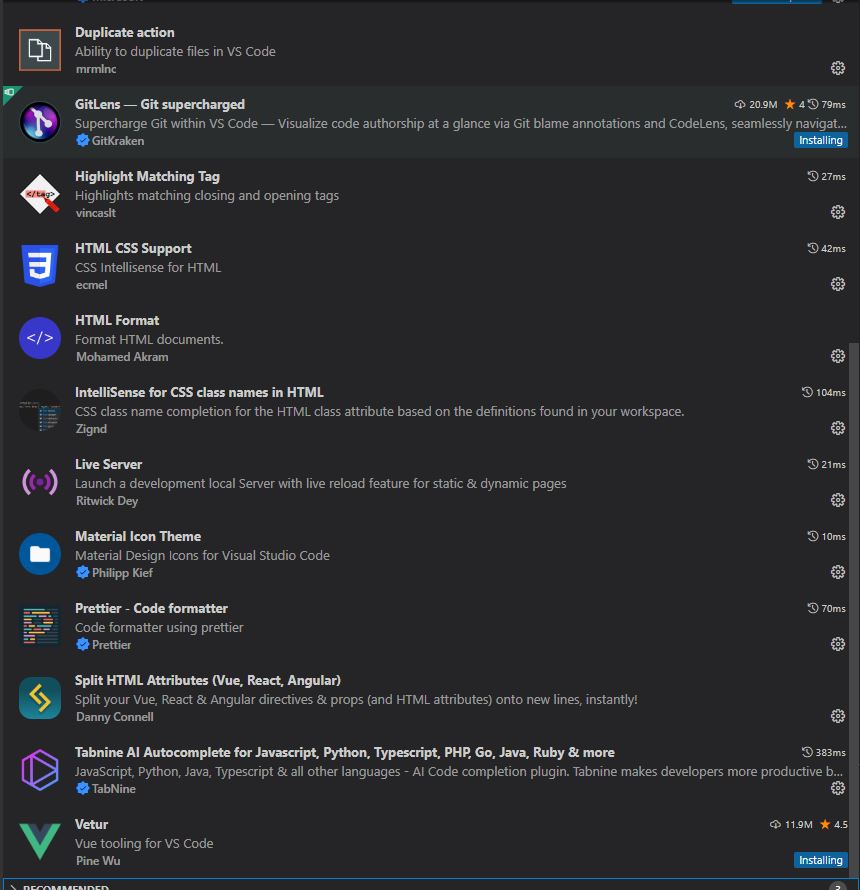 Duplicate action
Ability to duplicate files in VS Code
mrmlnc
GitLens — Git supercharged 20.9M 4 79ms
Supercharge Git within VS Code — Visualize code authorship at a glance via Git blame annotations and CodeLens, seamlessly navigat...
GitKraken Installing
</tag>
Highlight Matching Tag 27ms
Highlights matching closing and opening tags
vincaslt
HTML CSS Support 42ms
CSS Intellisense for HTML
ecmel
</>
HTML Format
Format HTML documents.
Mohamed Akram
IntelliSense for CSS class names in HTML 104ms
CSS class name completion for the HTML class attribute based on the definitions found in your workspace.
Zignd
Live Server 21ms
Launch a development local Server with live reload feature for static & dynamic pages
Ritwick Dey
Material Icon Theme 10ms
Material Design Icons for Visual Studio Code
Philipp Kief
Prettier - Code formatter 70ms
Code formatter using prettier
Prettier
Split HTML Attributes (Vue, React, Angular)
Split your Vue, React & Angular directives & props (and HTML attributes) onto new lines, instantly!
Danny Connell
Tabnine AI Autocomplete for Javascript, Python, Typescript, PHP, Go, Java, Ruby & more 383ms
JavaScript, Python, Java, Typescript & all other languages - AI Code completion plugin. Tabnine makes developers more productive b...
TabNine
Vetur 11.9M 4.5
Vue tooling for VS Code
Pine Wu Installing
RECOMMENDED 3